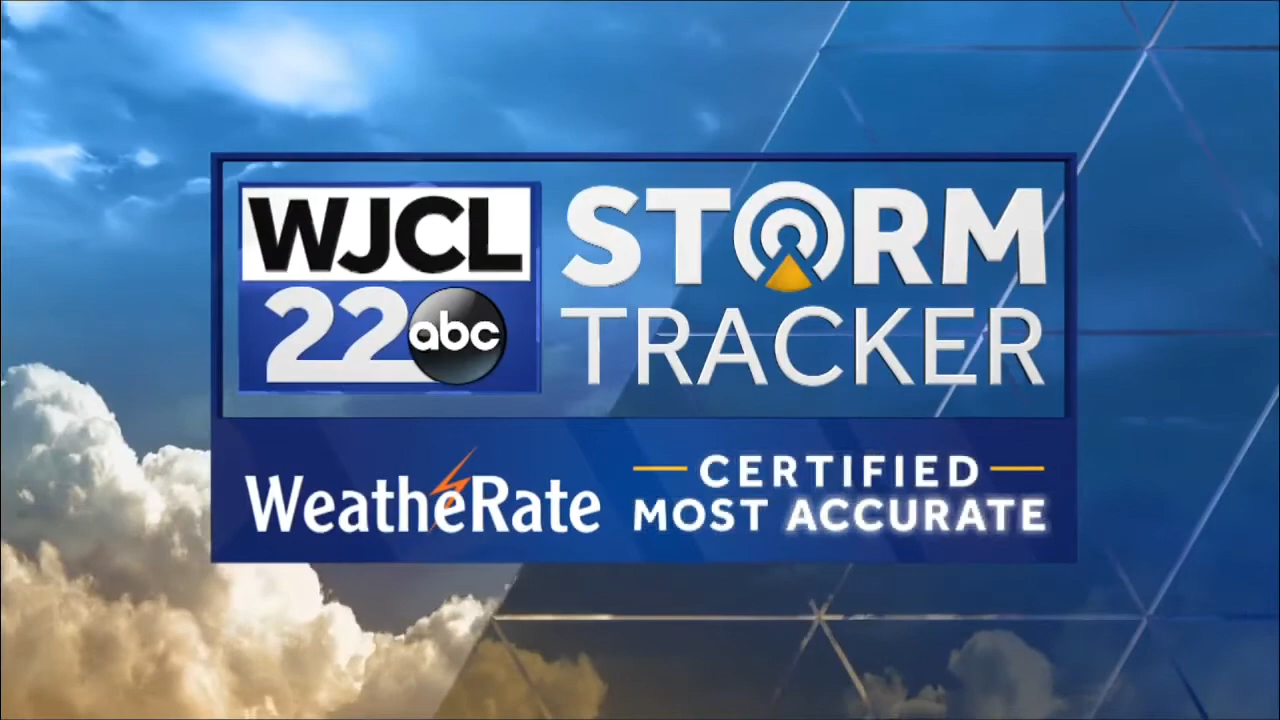 WJCL
22 abc
STORM
TRACKER
WeatheRate
CERTIFIED
MOST ACCURATE